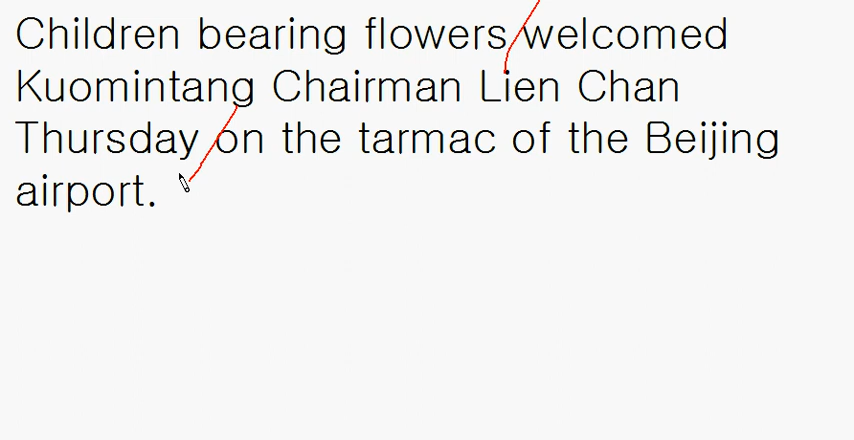 Children bearing flowers welcomed
Kuomintang Chairman Lien Chan
Thursday on the tarmac of the Beijing
airport.